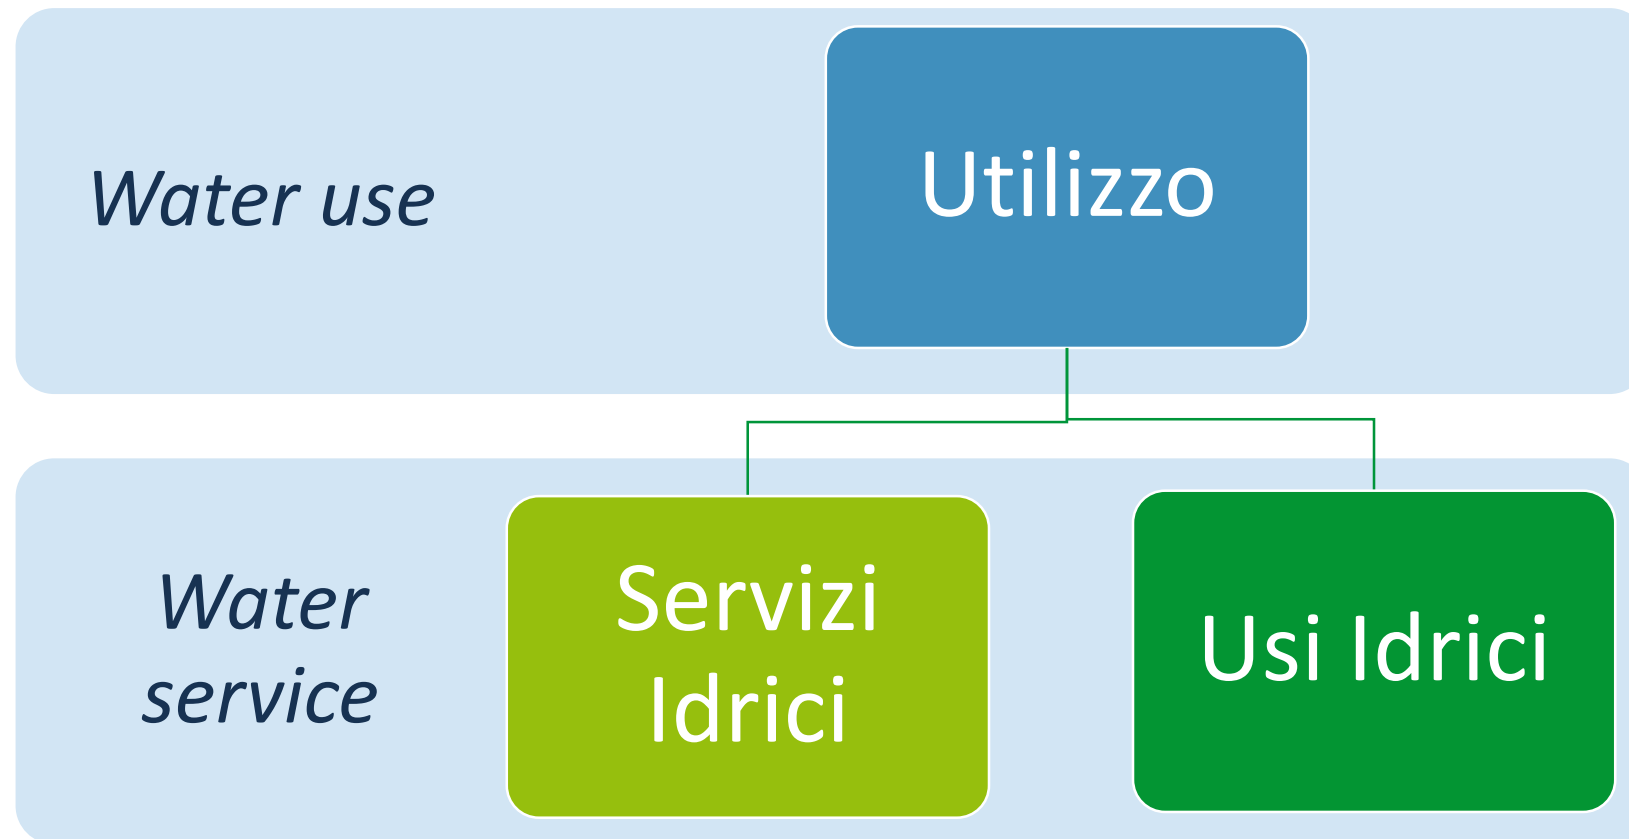 Water use
Utilizzo
Water
service
Servizi
Idrici
Usi Idrici